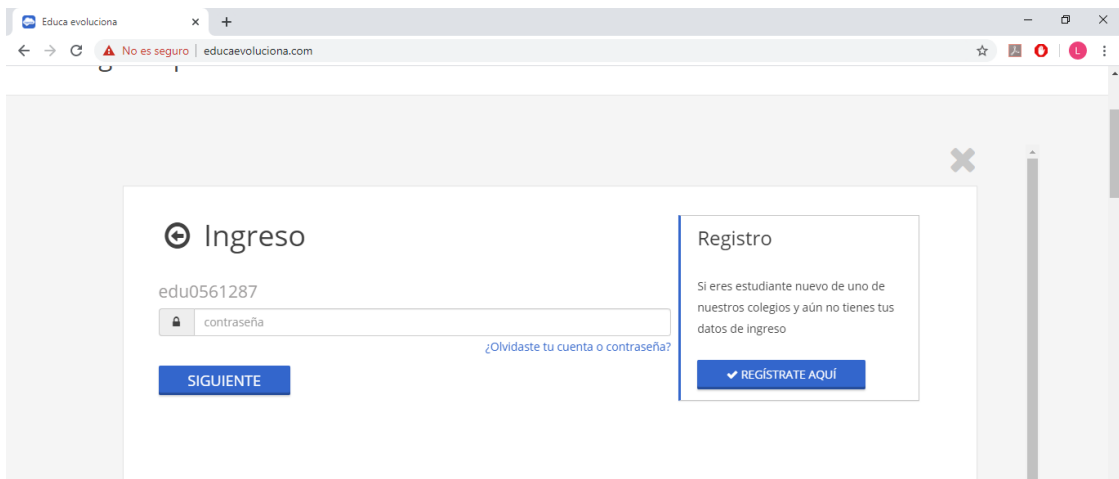 Educa evoluciona
No es seguro | educaevoluciona.com
L
Ingreso
edu0561287
contraseña
¿Olvidaste tu cuenta o contraseña?
SIGUIENTE
Registro
Si eres estudiante nuevo de uno de
nuestros colegios y aún no tienes tus
datos de ingreso
REGÍSTRATE AQUÍ